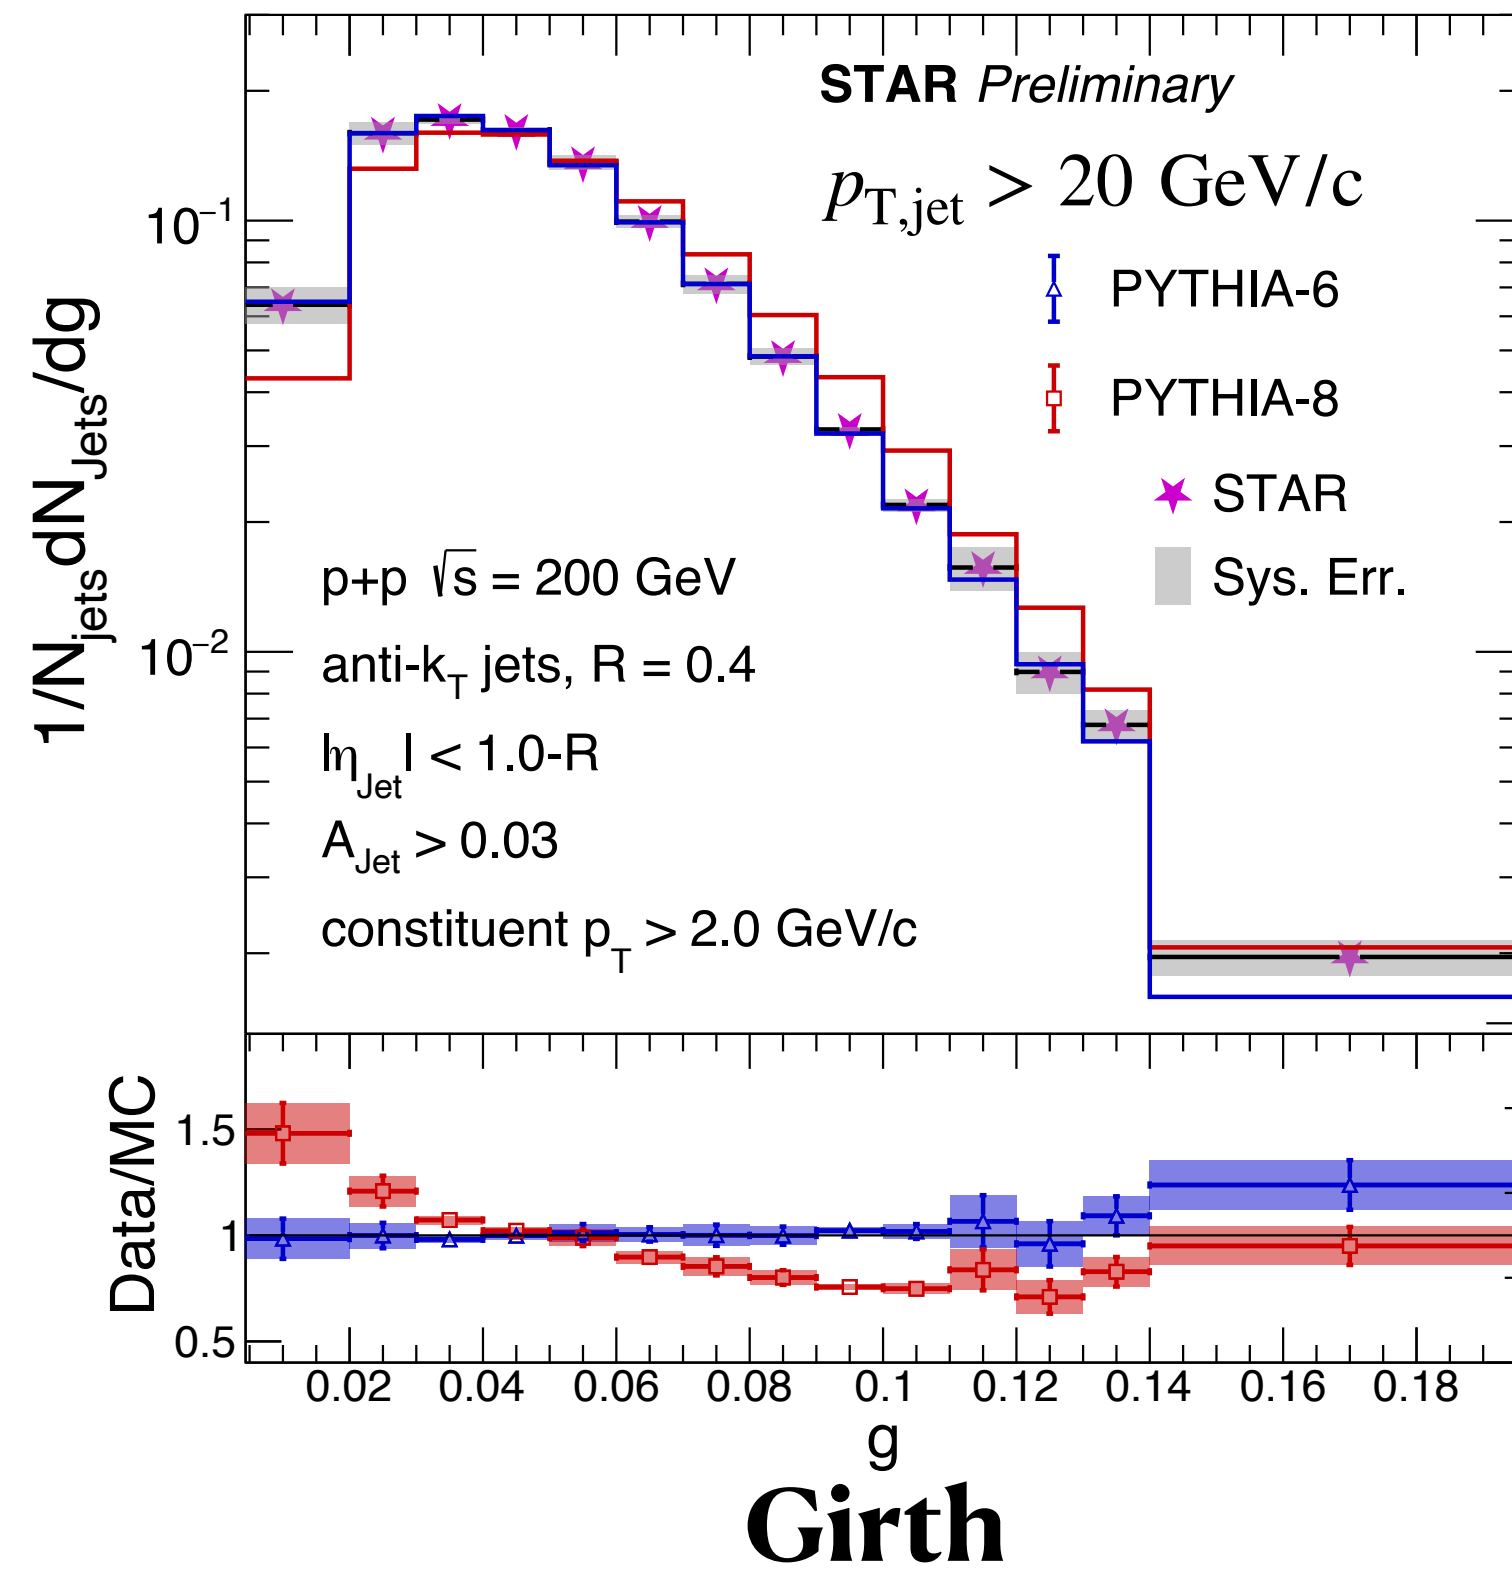 STAR Preliminary
p_T,jet > 20 GeV/c
PYTHIA-6
PYTHIA-8
STAR
Sys. Err.
p+p √s = 200 GeV
anti-k_T jets, R = 0.4
|η_Jet| < 1.0-R
A_Jet > 0.03
constituent p_T > 2.0 GeV/c
1/N_jets dN_Jets/dg
10⁻¹
10⁻²
Data/MC
1.5
1
0.5
0.02 0.04 0.06 0.08 0.1 0.12 0.14 0.16 0.18
g
Girth